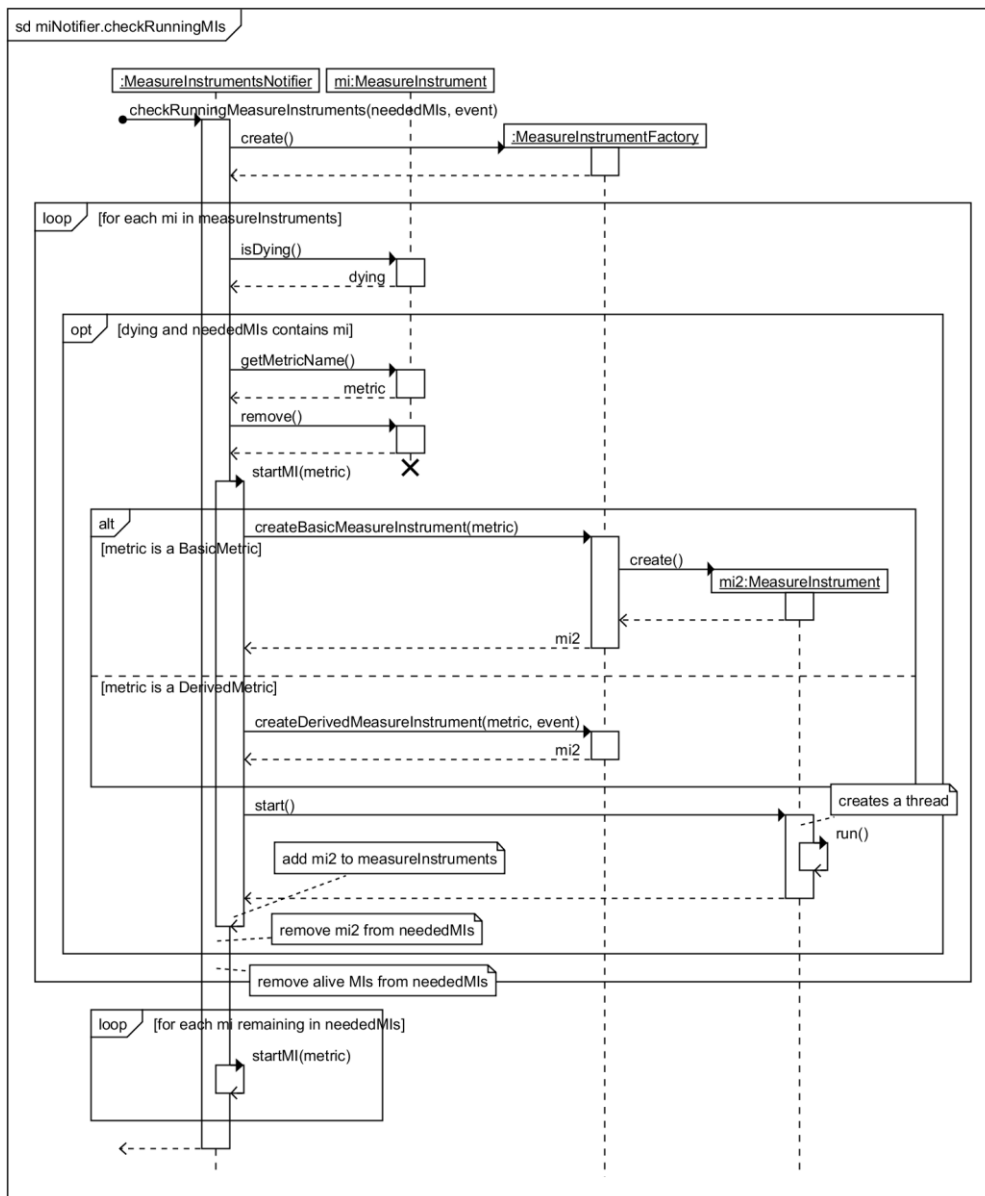 sd miNotifier.checkRunningMIs
:MeasureInstrumentsNotifier
mi:MeasureInstrument
checkRunningMeasureInstruments(neededMIs, event)
create()
:MeasureInstrumentFactory
loop
[for each mi in measureInstruments]
isDying()
dying
opt
[dying and neededMIs contains mi]
getMetricName()
metric
remove()
startMI(metric)
alt
createBasicMeasureInstrument(metric)
[metric is a BasicMetric]
create()
mi2:MeasureInstrument
mi2
[metric is a DerivedMetric]
createDerivedMeasureInstrument(metric, event)
mi2
creates a thread
start()
run()
add mi2 to measureInstruments
remove mi2 from neededMIs
remove alive MIs from neededMIs
loop
[for each mi remaining in neededMIs]
startMI(metric)